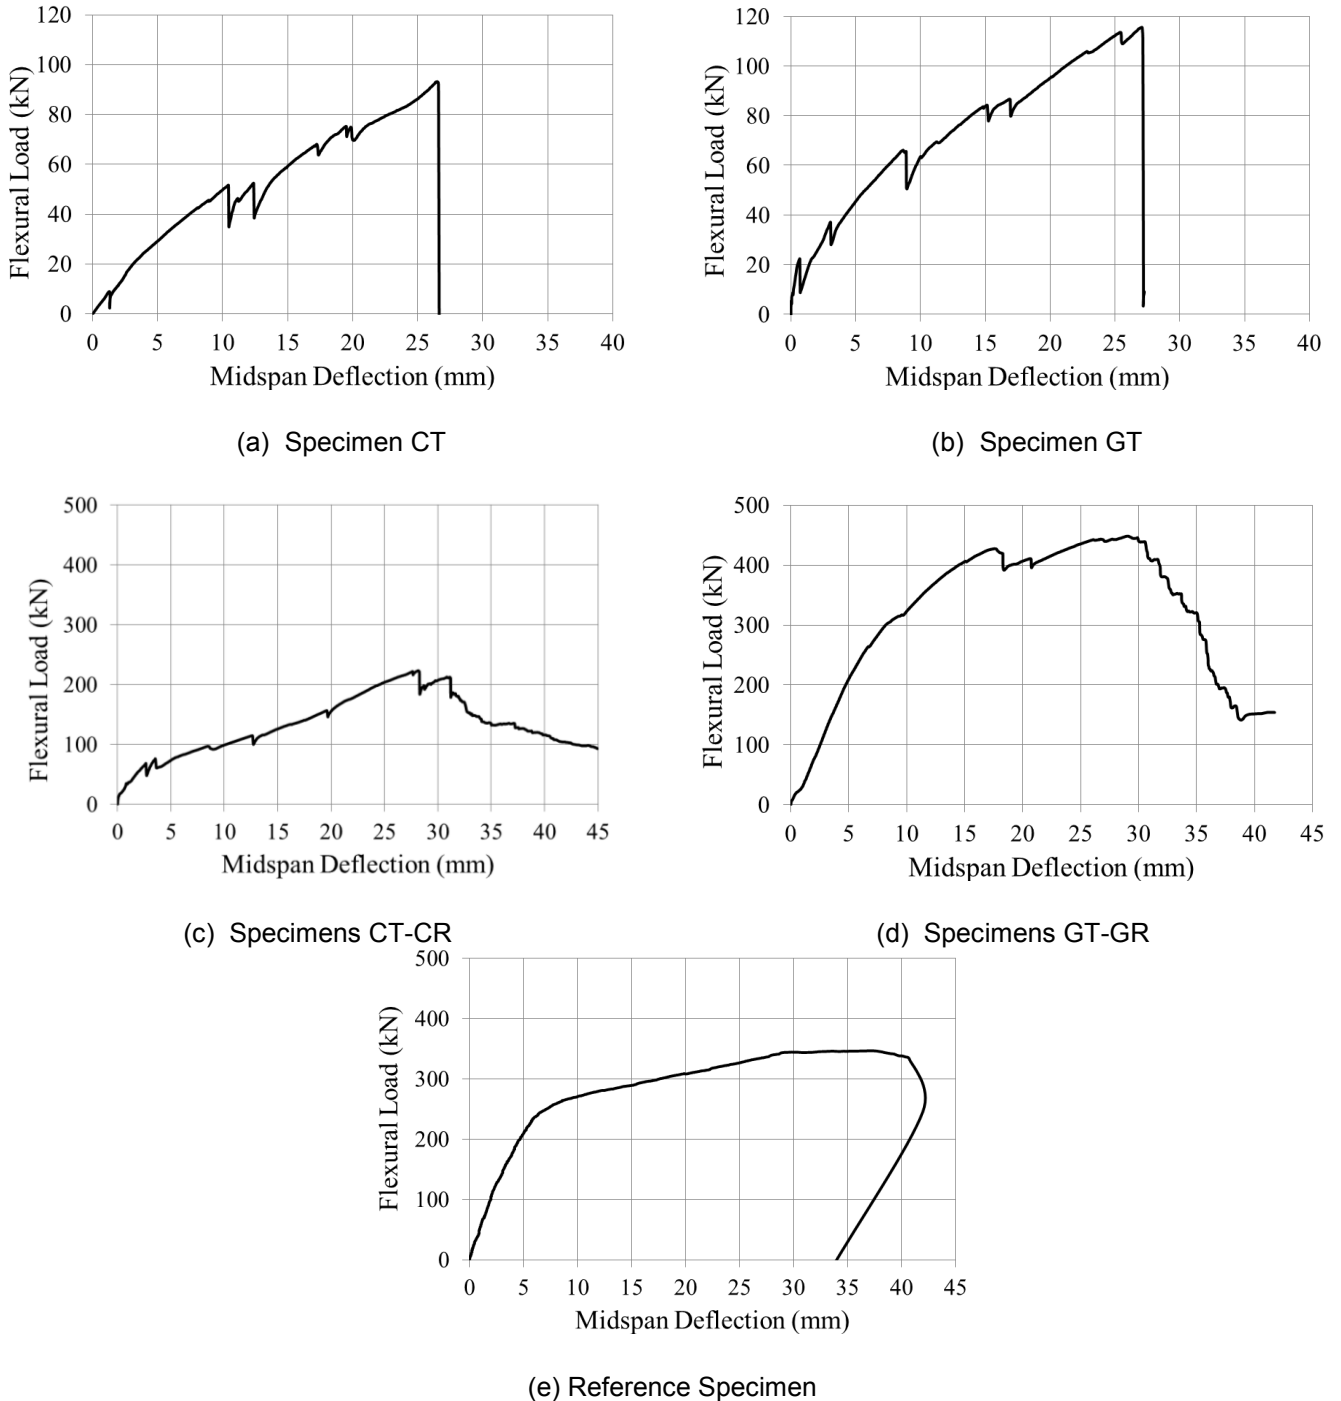 120
100
80
60
40
20
0
Flexural Load (kN)
0 5 10 15 20 25 30 35 40
Midspan Deflection (mm)
(a) Specimen CT
120
100
80
60
40
20
0
Flexural Load (kN)
0 5 10 15 20 25 30 35 40
Midspan Deflection (mm)
(b) Specimen GT
500
400
300
200
100
0
Flexural Load (kN)
0 5 10 15 20 25 30 35 40 45
Midspan Deflection (mm)
(c) Specimens CT-CR
500
400
300
200
100
0
Flexural Load (kN)
0 5 10 15 20 25 30 35 40 45
Midspan Deflection (mm)
(d) Specimens GT-GR
500
400
300
200
100
0
Flexural Load (kN)
0 5 10 15 20 25 30 35 40 45
Midspan Deflection (mm)
(e) Reference Specimen